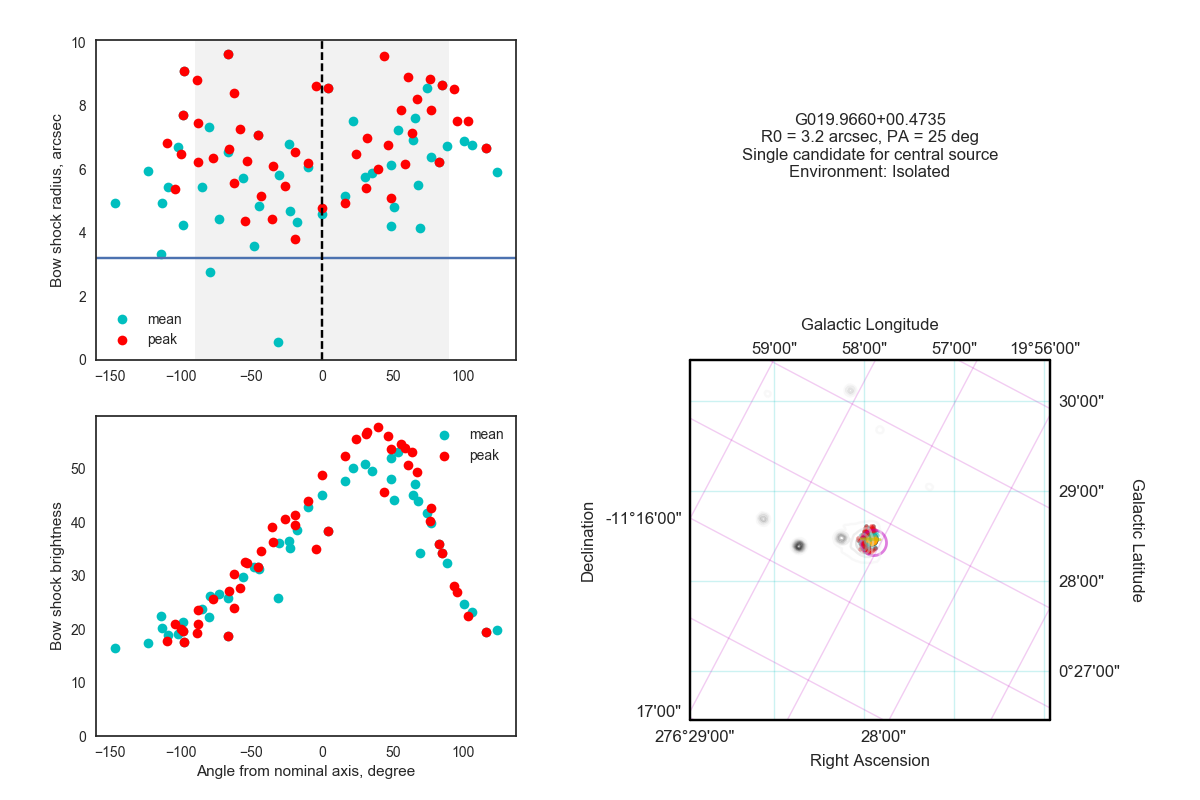 10
8
6
4
2
0
Bow shock radius, arcsec
mean
peak
−150
−100
−50
0
50
100
50
40
30
20
10
0
Bow shock brightness
mean
peak
−150
−100
−50
0
50
100
Angle from nominal axis, degree
G019.9660+00.4735
R0 = 3.2 arcsec, PA = 25 deg
Single candidate for central source
Environment: Isolated
Galactic Longitude
59'00"
58'00"
57'00"
19°56'00"
30'00"
29'00"
28'00"
0°27'00"
Galactic Latitude
-11°16'00"
17'00"
Declination
276°29'00"
28'00"
Right Ascension